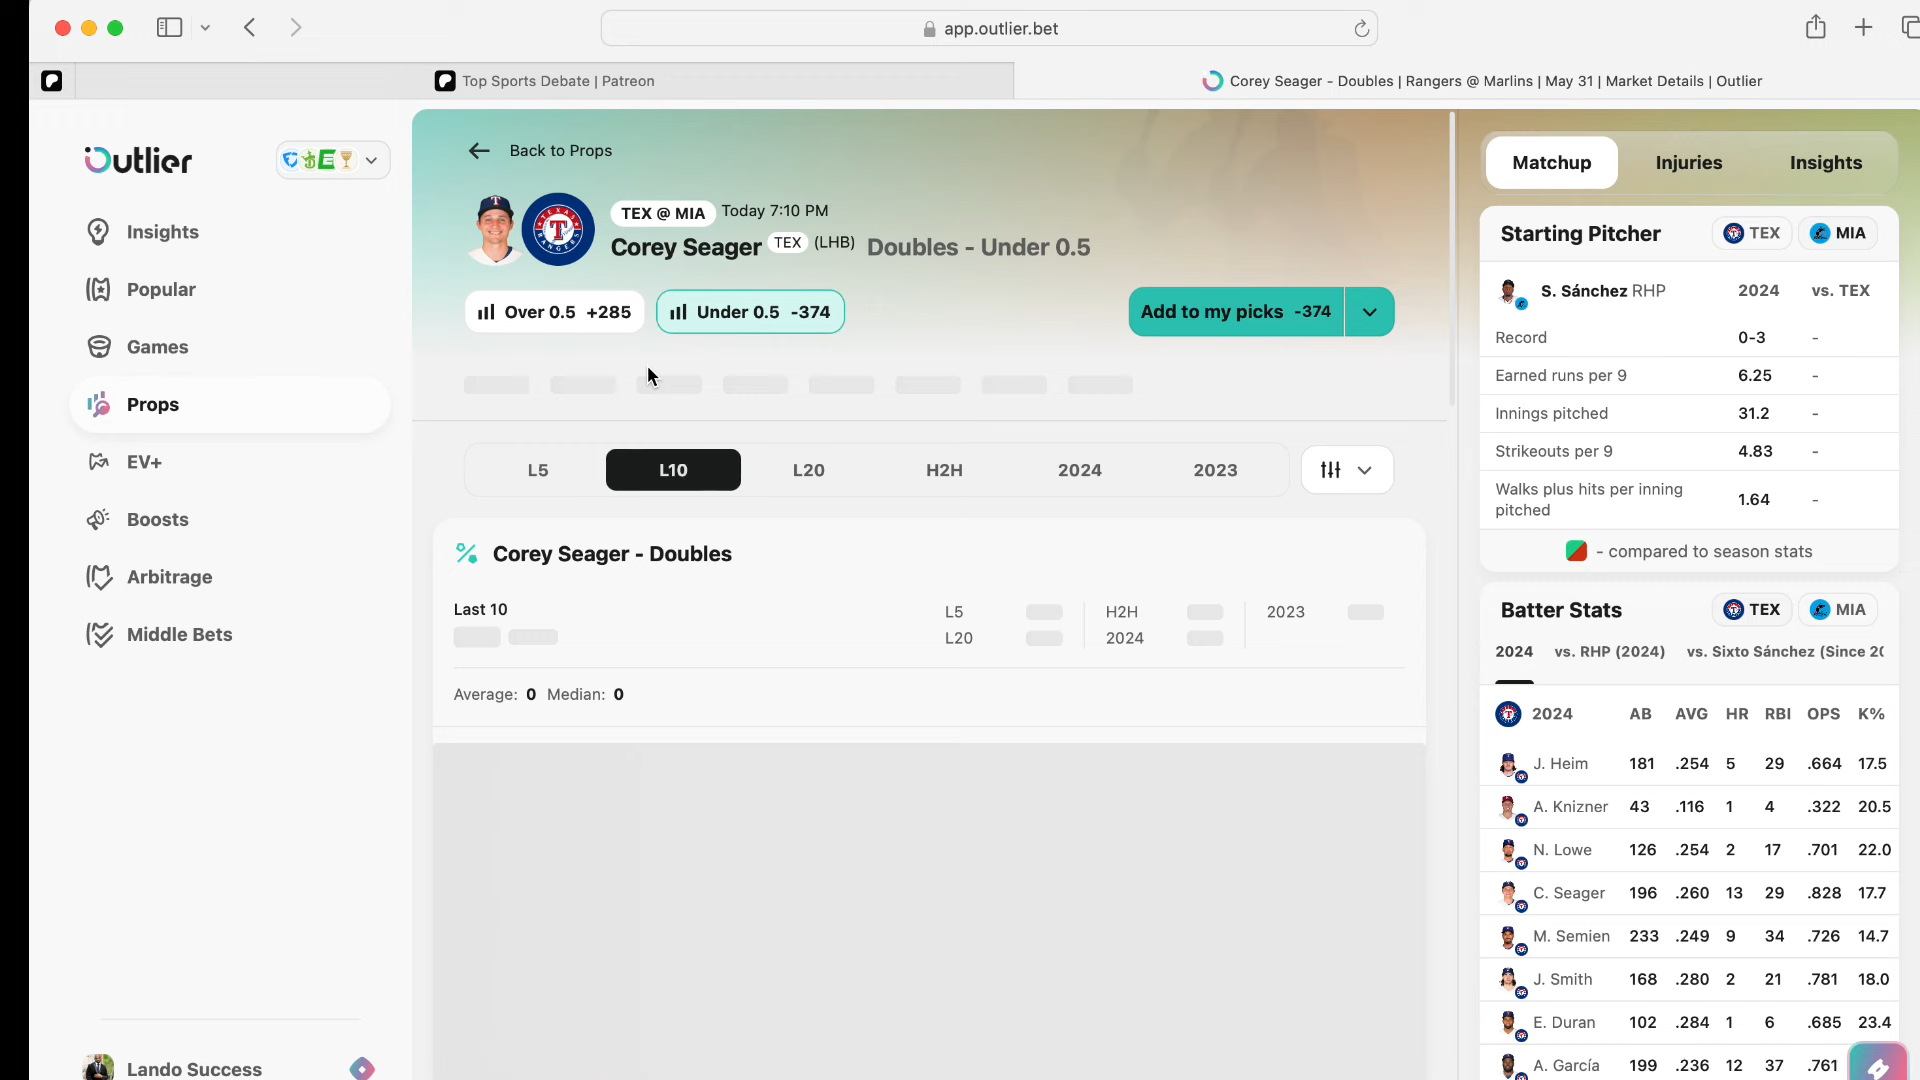 app.outlier.bet
Top Sports Debate | Patreon
Corey Seager - Doubles | Rangers @ Marlins | May 31 | Market Details | Outlier
Outlier
Insights
Popular
Games
Props
EV+
Boosts
Arbitrage
Middle Bets
Lando Success
Back to Props
TEX @ MIA Today 7:10 PM
Corey Seager TEX (LHB) Doubles - Under 0.5
Over 0.5 +285
Under 0.5 -374
Add to my picks -374
L5 L10 L20 H2H 2024 2023
Corey Seager - Doubles
Last 10
L5 H2H 2023
L20 2024
Average: 0 Median: 0
Matchup Injuries Insights
Starting Pitcher TEX MIA
S. Sánchez RHP 2024 vs. TEX
Record 0-3 -
Earned runs per 9 6.25 -
Innings pitched 31.2 -
Strikeouts per 9 4.83 -
Walks plus hits per inning
pitched 1.64 -
- compared to season stats
Batter Stats TEX MIA
2024 vs. RHP (2024) vs. Sixto Sánchez (Since 20
2024 AB AVG HR RBI OPS K%
J. Heim 181 .254 5 29 .664 17.5
A. Knizner 43 .116 1 4 .322 20.5
N. Lowe 126 .254 2 17 .701 22.0
C. Seager 196 .260 13 29 .828 17.7
M. Semien 233 .249 9 34 .726 14.7
J. Smith 168 .280 2 21 .781 18.0
E. Duran 102 .284 1 6 .685 23.4
A. García 199 .236 12 37 .761